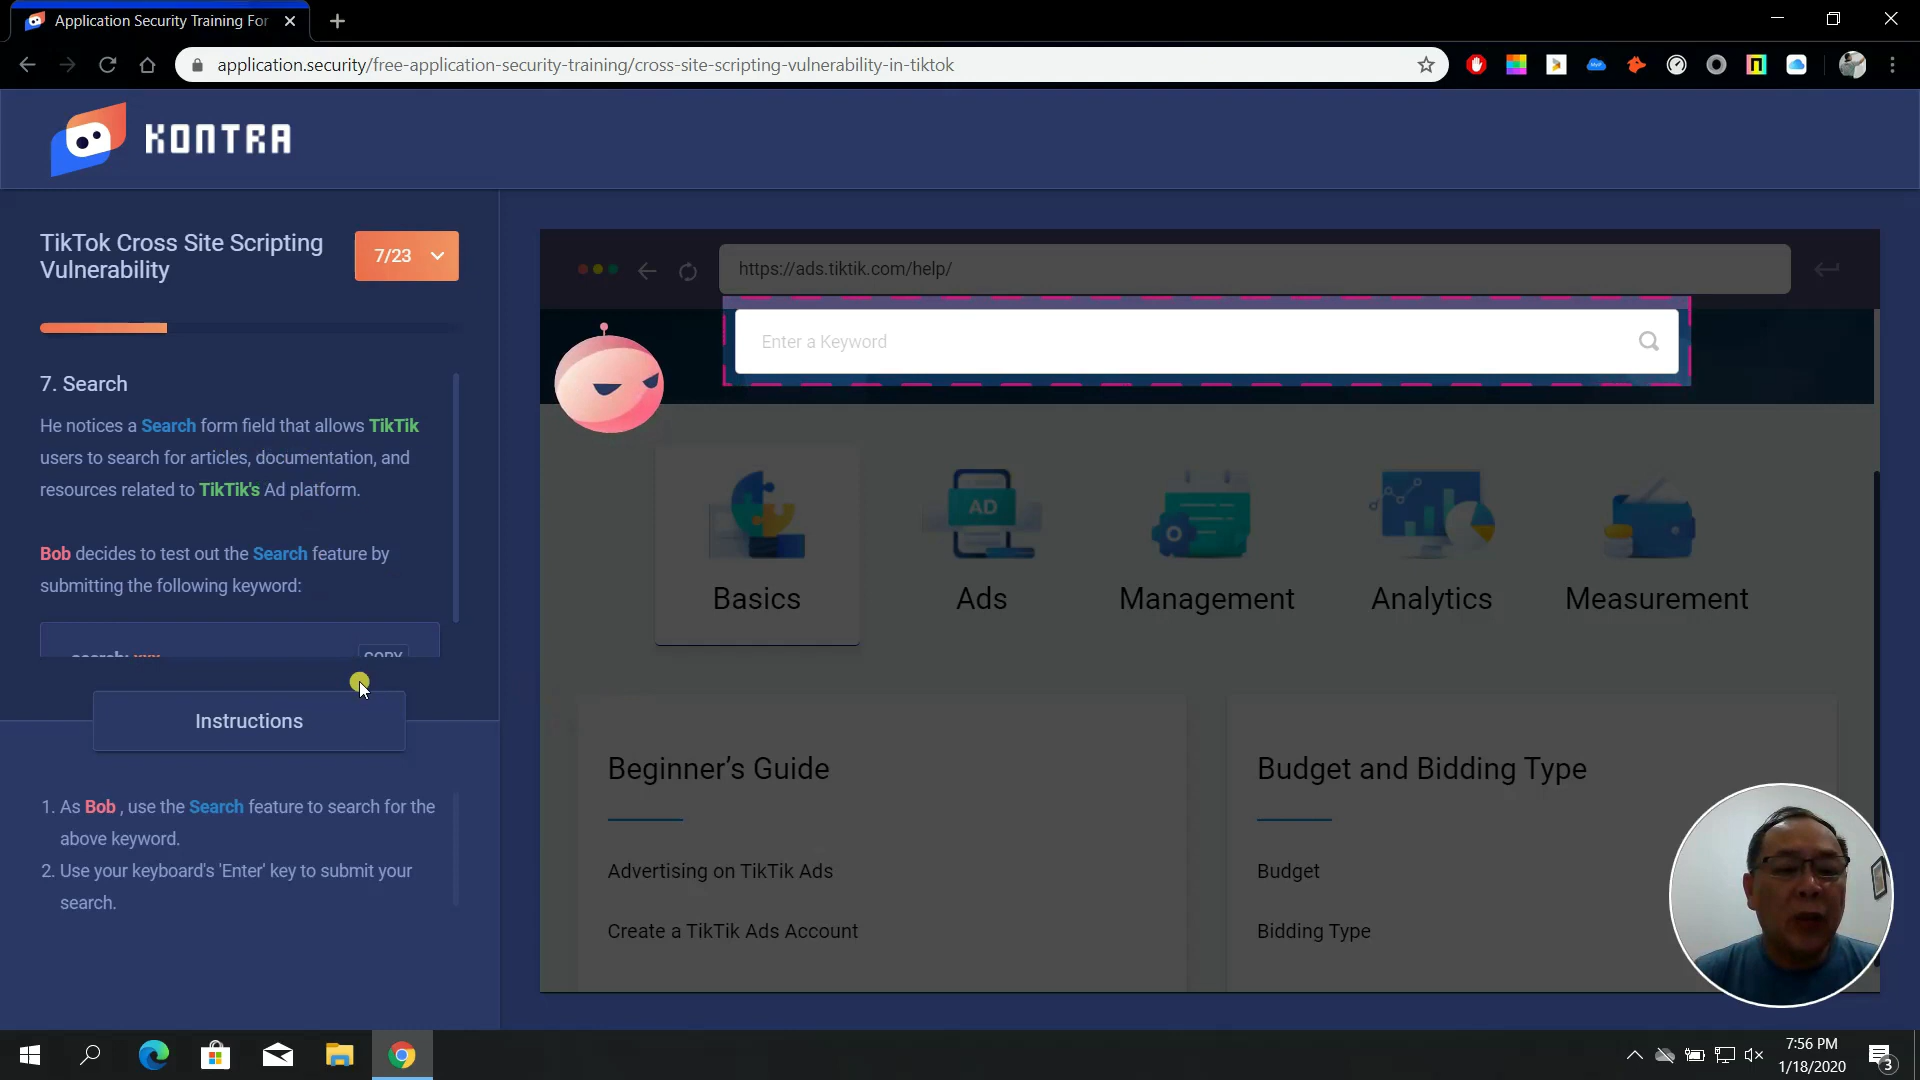 Application Security Training For
application.security/free-application-security-training/cross-site-scripting-vulnerability-in-tiktok
KONTRA
TikTok Cross Site Scripting
Vulnerability
7/23
7. Search
He notices a Search form field that allows TikTik
users to search for articles, documentation, and
resources related to TikTik's Ad platform.
Bob decides to test out the Search feature by
submitting the following keyword:
search: xxx
COPY
Instructions
1. As Bob , use the Search feature to search for the
above keyword.
2. Use your keyboard's 'Enter' key to submit your
search.
https://ads.tiktik.com/help/
Enter a Keyword
AD
Basics
Ads
Management
Analytics
Measurement
Beginner’s Guide
Advertising on TikTik Ads
Create a TikTik Ads Account
Budget and Bidding Type
Budget
Bidding Type
7:56 PM
1/18/2020
3